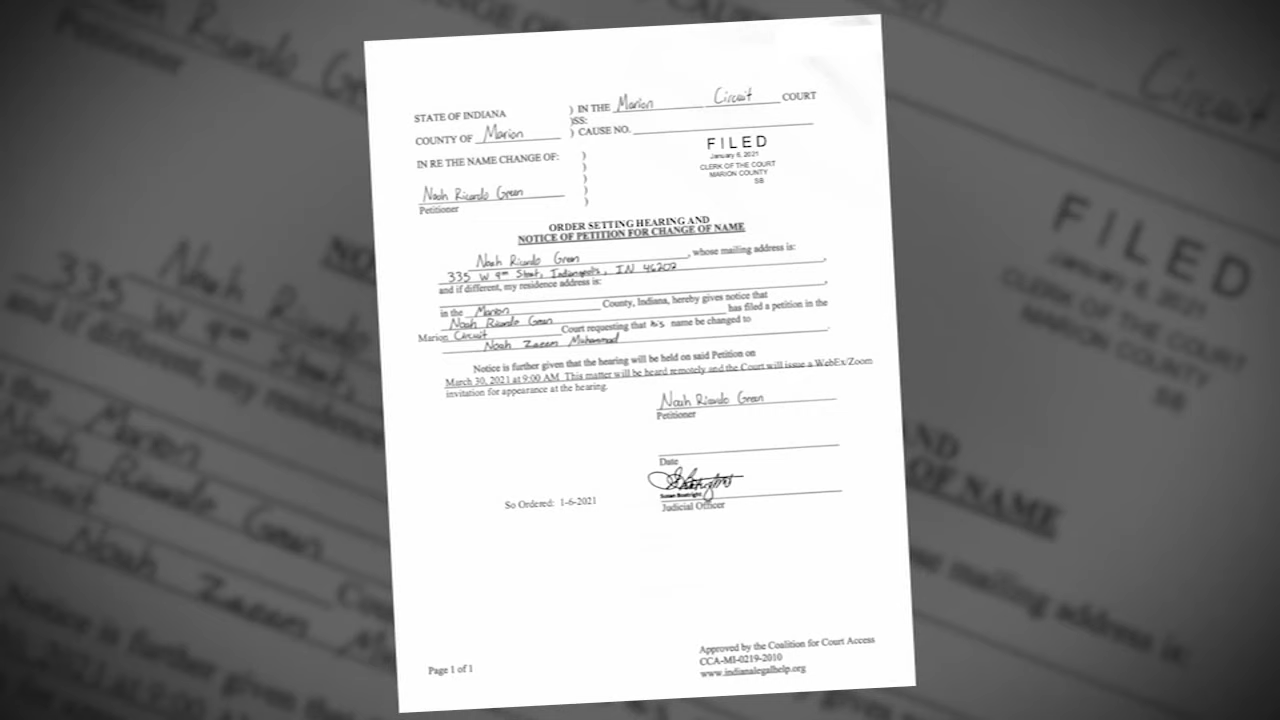 STATE OF INDIANA ) IN THE Marion Circuit COURT
)SS:
COUNTY OF Marion ) CAUSE NO.
IN RE THE NAME CHANGE OF: )
)
)
Noah Ricardo Green )
Petitioner )
FILED
January 6, 2021
CLERK OF THE COURT
MARION COUNTY
SB
ORDER SETTING HEARING AND
NOTICE OF PETITION FOR CHANGE OF NAME
Noah Ricardo Green, whose mailing address is:
335 W 9th Street, Indianapolis, IN 46202,
and if different, my residence address is:
,
in the Marion County, Indiana, hereby gives notice that
Noah Ricardo Green has filed a petition in the
Marion Circuit Court requesting that his name be changed to
Noah Zaeem Muhammad.
Notice is further given that the hearing will be held on said Petition on
March 30, 2021 at 9:00 AM. This matter will be heard remotely and the Court will issue a WebEx/Zoom
invitation for appearance at the hearing.
Noah Ricardo Green
Petitioner
Date
Susan Boatright
So Ordered: 1-6-2021
Judicial Officer
Page 1 of 1
Approved by the Coalition for Court Access
CCA-MI-0219-2010
www.indianalegalhelp.org